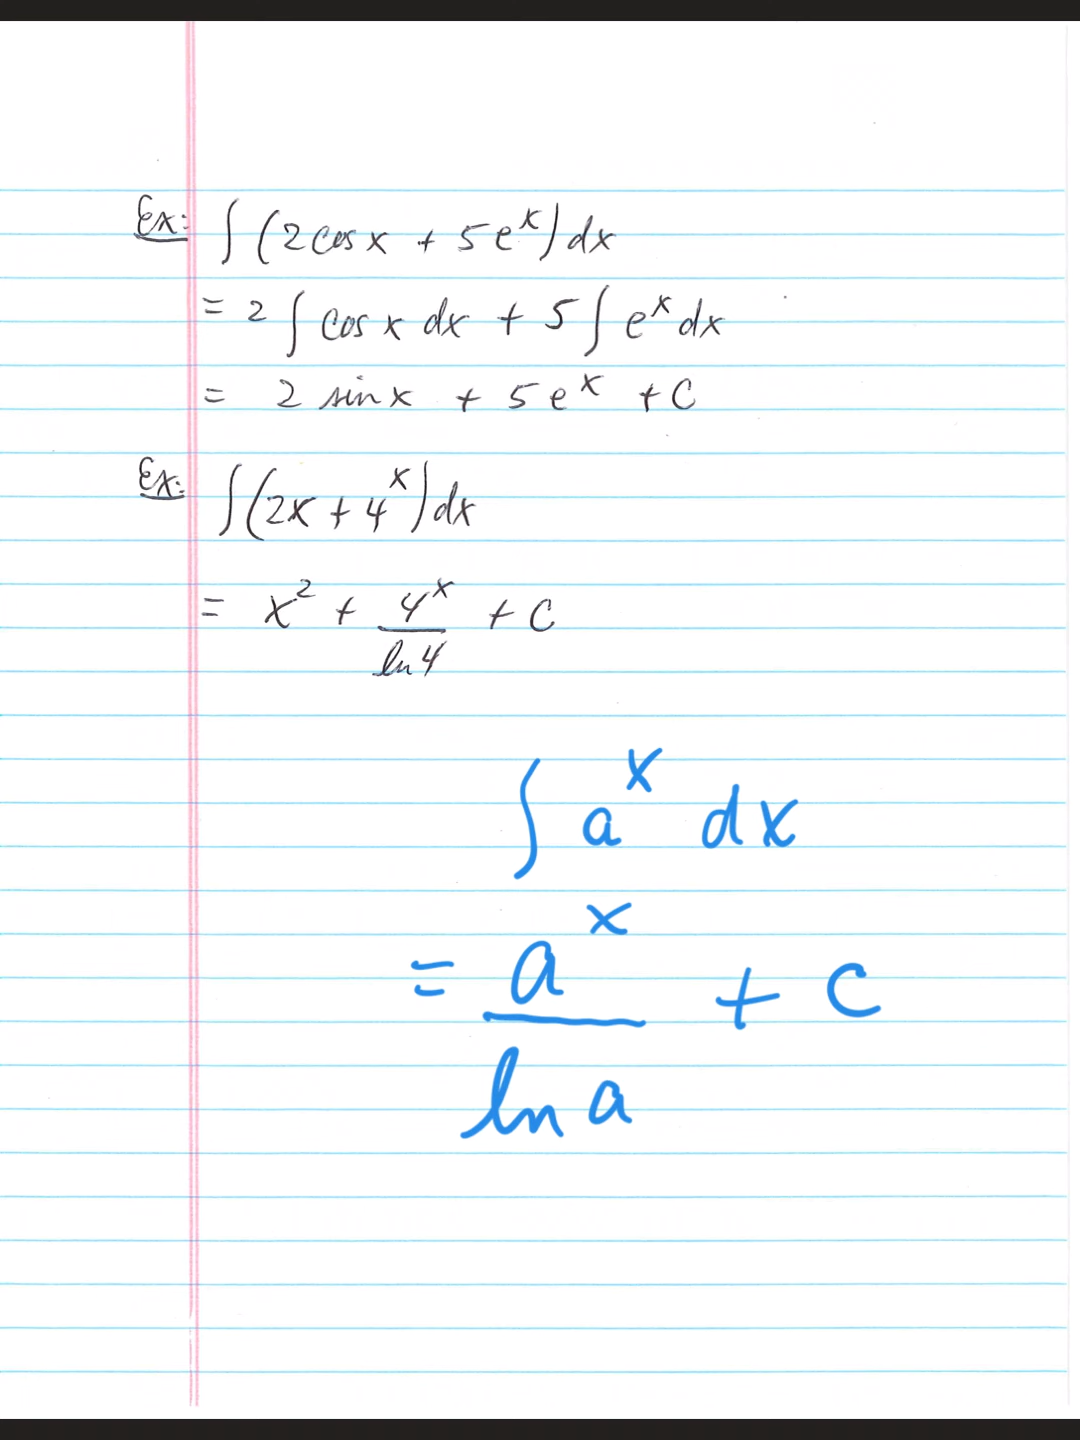 Ex: ∫(2cos x + 5e^x)dx
= 2∫cos x dx + 5∫e^x dx
= 2 sin x + 5e^x + C
Ex: ∫(2x + 4^x)dx
= x^2 + 4^x/ln 4 + C
∫a^x dx
= a^x/ln a + C